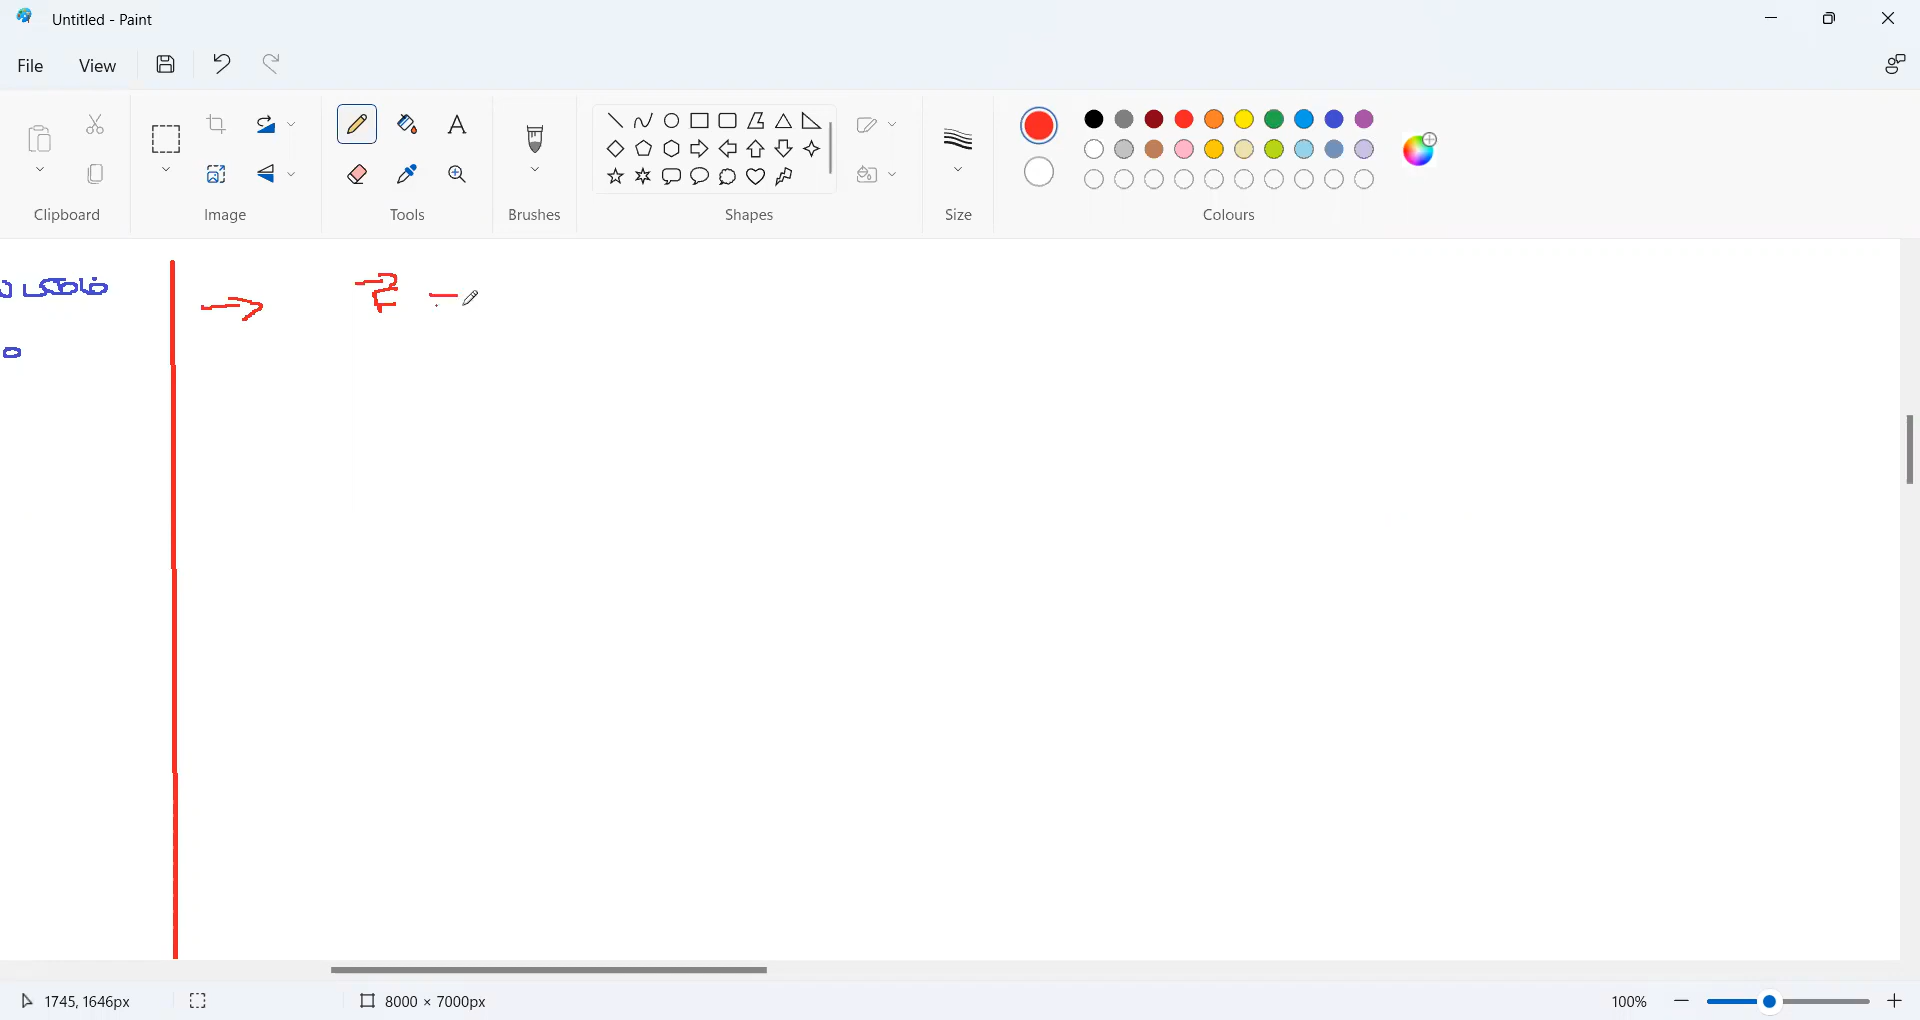 Untitled - Paint
File View
Clipboard
Image
Tools
Brushes
Shapes
Size
Colours
1745, 1646px
8000 × 7000px
100%